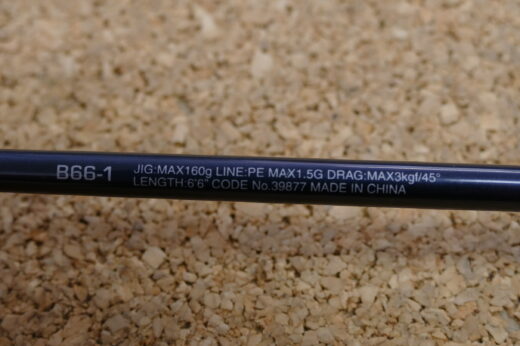 B66-1
JIG:MAX160g LINE:PE MAX1.5G DRAG:MAX3kgf/45°
LENGTH:6'6" CODE No.39877 MADE IN CHINA